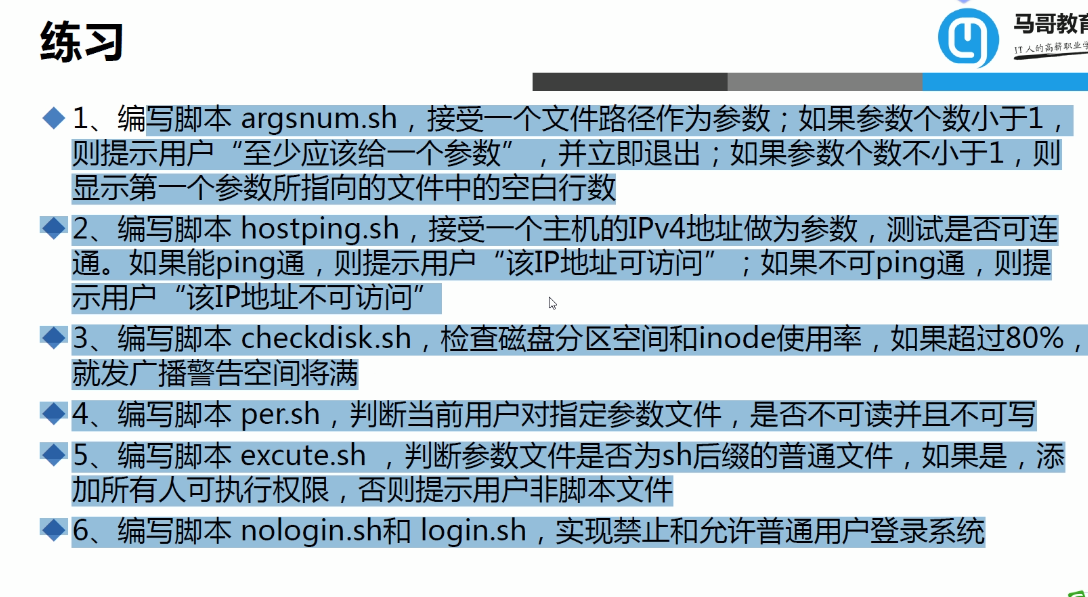 练习
马哥教育
IT人的高薪职业学
1、编写脚本 argsnum.sh，接受一个文件路径作为参数；如果参数个数小于1，
则提示用户“至少应该给一个参数”，并立即退出；如果参数个数不小于1，则
显示第一个参数所指向的文件中的空白行数
2、编写脚本 hostping.sh，接受一个主机的IPv4地址做为参数，测试是否可连
通。如果能ping通，则提示用户“该IP地址可访问”；如果不可ping通，则提
示用户“该IP地址不可访问”
3、编写脚本 checkdisk.sh，检查磁盘分区空间和inode使用率，如果超过80%，
就发广播警告空间将满
4、编写脚本 per.sh，判断当前用户对指定参数文件，是否不可读并且不可写
5、编写脚本 excute.sh ，判断参数文件是否为sh后缀的普通文件，如果是，添
加所有人可执行权限，否则提示用户非脚本文件
6、编写脚本 nologin.sh和 login.sh，实现禁止和允许普通用户登录系统